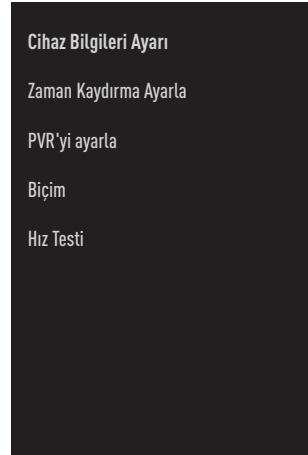 Cihaz Bilgileri Ayarı
Zaman Kaydırma Ayarla
PVR'yi ayarla
Biçim
Hız Testi